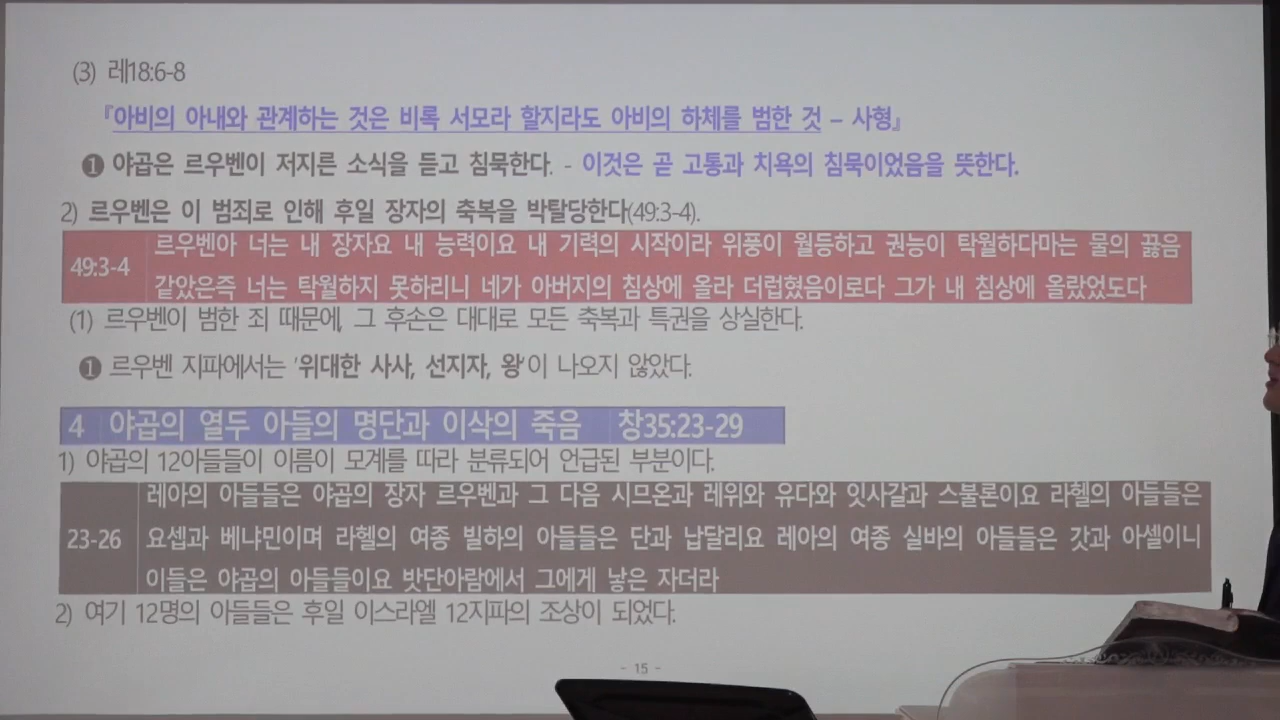 (3) 레18:6-8
『아비의 아내와 관계하는 것은 비록 서모라 할지라도 아비의 하체를 범한 것 – 사형』
❶ 야곱은 르우벤이 저지른 소식을 듣고 침묵한다. - 이것은 곧 고통과 치욕의 침묵이었음을 뜻한다.
2) 르우벤은 이 범죄로 인해 후일 장자의 축복을 박탈당한다(49:3-4).
49:3-4 르우벤아 너는 내 장자요 내 능력이요 내 기력의 시작이라 위풍이 월등하고 권능이 탁월하다마는 물의 끓음
같았은즉 너는 탁월하지 못하리니 네가 아버지의 침상에 올라 더럽혔음이로다 그가 내 침상에 올랐었도다
(1) 르우벤이 범한 죄 때문에, 그 후손은 대대로 모든 축복과 특권을 상실한다.
❶ 르우벤 지파에서는 '위대한 사사, 선지자, 왕'이 나오지 않았다.
4 야곱의 열두 아들의 명단과 이삭의 죽음 창35:23-29
1) 야곱의 12아들들이 이름이 모계를 따라 분류되어 언급된 부분이다.
23-26 레아의 아들들은 야곱의 장자 르우벤과 그 다음 시므온과 레위와 유다와 잇사갈과 스불론이요 라헬의 아들들은
요셉과 베냐민이며 라헬의 여종 빌하의 아들들은 단과 납달리요 레아의 여종 실바의 아들들은 갓과 아셀이니
이들은 야곱의 아들들이요 밧단아람에서 그에게 낳은 자더라
2) 여기 12명의 아들들은 후일 이스라엘 12지파의 조상이 되었다.
- 15 -